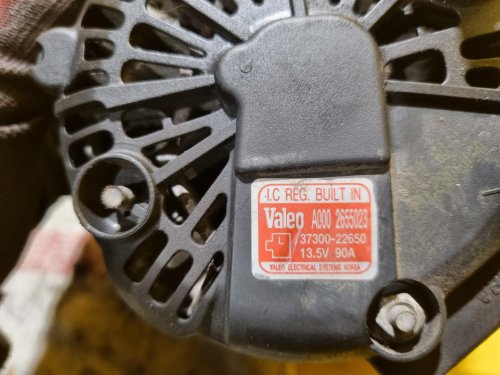 I.C REG. BUILT IN
Valeo A000 2655023
L /37300-22650
13.5V 90A
VALEO ELECTRICAL SYSTEMS KOREA